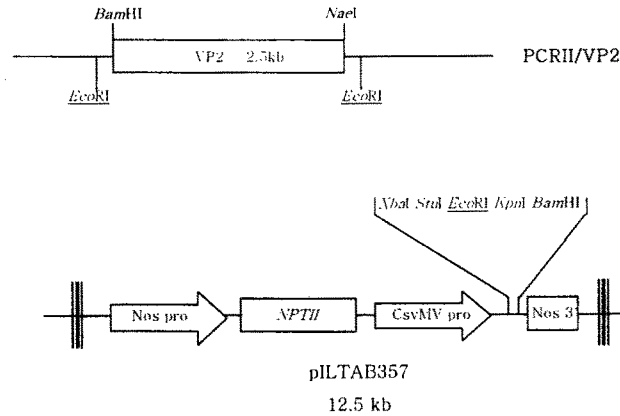 BamHI NaeI
VP2 2.5kb
PCRII/VP2
EcoRI EcoRI
XbaI StuI EcoRI KpnI BamHI
Nos pro NPTII CsvMV pro Nos 3'
pILTAB357
12.5 kb